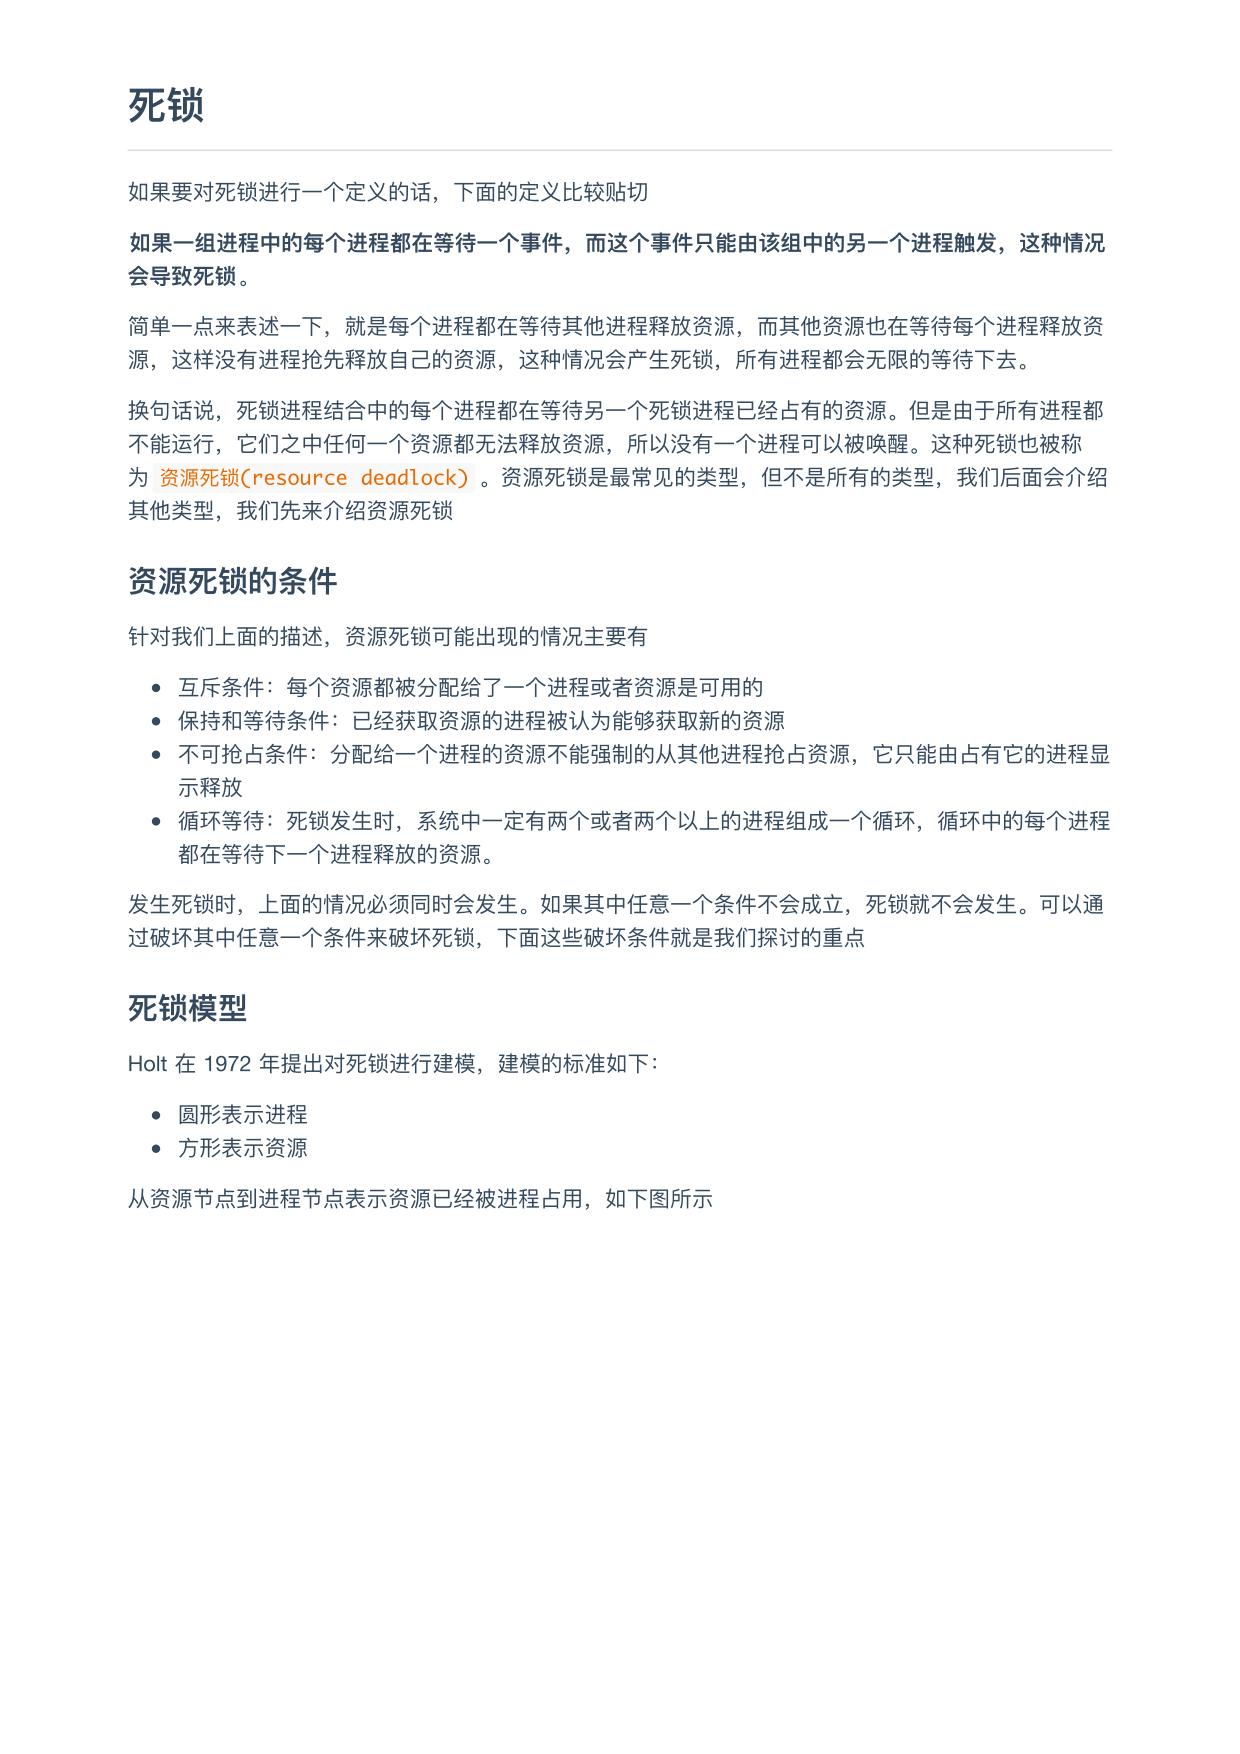 死锁
如果要对死锁进行一个定义的话，下面的定义比较贴切
如果一组进程中的每个进程都在等待一个事件，而这个事件只能由该组中的另一个进程触发，这种情况
会导致死锁。
简单一点来表述一下，就是每个进程都在等待其他进程释放资源，而其他资源也在等待每个进程释放资
源，这样没有进程抢先释放自己的资源，这种情况会产生死锁，所有进程都会无限的等待下去。
换句话说，死锁进程结合中的每个进程都在等待另一个死锁进程已经占有的资源。但是由于所有进程都
不能运行，它们之中任何一个资源都无法释放资源，所以没有一个进程可以被唤醒。这种死锁也被称
为 资源死锁(resource deadlock) 。资源死锁是最常见的类型，但不是所有的类型，我们后面会介绍
其他类型，我们先来介绍资源死锁
资源死锁的条件
针对我们上面的描述，资源死锁可能出现的情况主要有
• 互斥条件：每个资源都被分配给了一个进程或者资源是可用的
• 保持和等待条件：已经获取资源的进程被认为能够获取新的资源
• 不可抢占条件：分配给一个进程的资源不能强制的从其他进程抢占资源，它只能由占有它的进程显
示释放
• 循环等待：死锁发生时，系统中一定有两个或者两个以上的进程组成一个循环，循环中的每个进程
都在等待下一个进程释放的资源。
发生死锁时，上面的情况必须同时会发生。如果其中任意一个条件不会成立，死锁就不会发生。可以通
过破坏其中任意一个条件来破坏死锁，下面这些破坏条件就是我们探讨的重点
死锁模型
Holt 在 1972 年提出对死锁进行建模，建模的标准如下：
• 圆形表示进程
• 方形表示资源
从资源节点到进程节点表示资源已经被进程占用，如下图所示